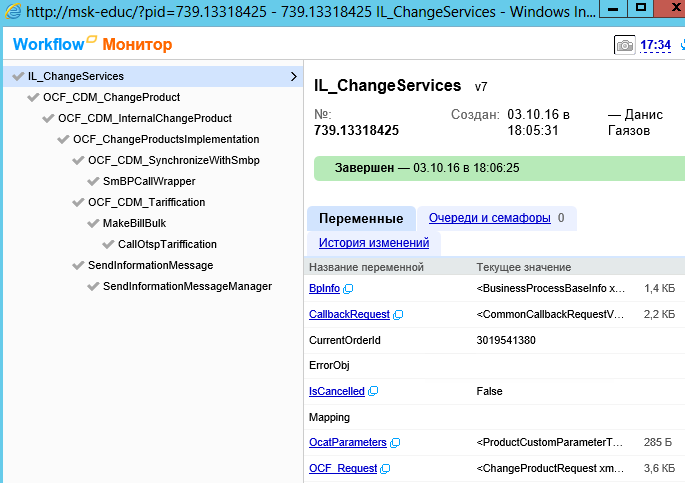 http://msk-educ/?pid=739.13318425 - 739.13318425 IL_ChangeServices - Windows In...
Workflow Монитор
17:34
IL_ChangeServices
OCF_CDM_ChangeProduct
OCF_CDM_InternalChangeProduct
OCF_ChangeProductsImplementation
OCF_CDM_SynchronizeWithSmbp
SmBPCallWrapper
OCF_CDM_Tariffication
MakeBillBulk
CallOtspTariffication
SendInformationMessage
SendInformationMessageManager
IL_ChangeServices v7
№: Создан: 03.10.16 в — Данис
739.13318425 18:05:31 Гаязов
Завершен — 03.10.16 в 18:06:25
Переменные Очереди и семафоры 0
История изменений
Название переменной Текущее значение
BpInfo <BusinessProcessBaseInfo x... 1,4 КБ
CallbackRequest <CommonCallbackRequestV... 2,2 КБ
CurrentOrderId 3019541380
ErrorObj
IsCancelled False
Mapping
OcatParameters <ProductCustomParameterT... 285 Б
OCF_Request <ChangeProductRequest xm... 3,6 КБ